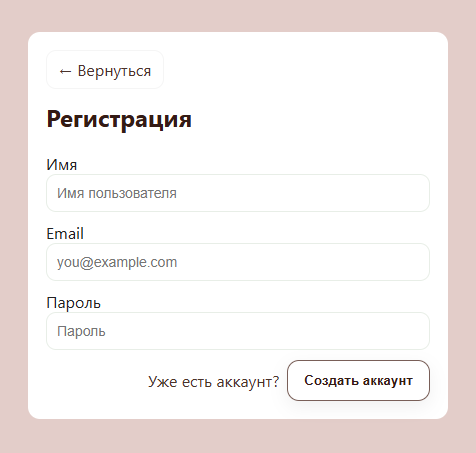 ← Вернуться
Регистрация
Имя
Имя пользователя
Email
you@example.com
Пароль
Пароль
Уже есть аккаунт? Создать аккаунт